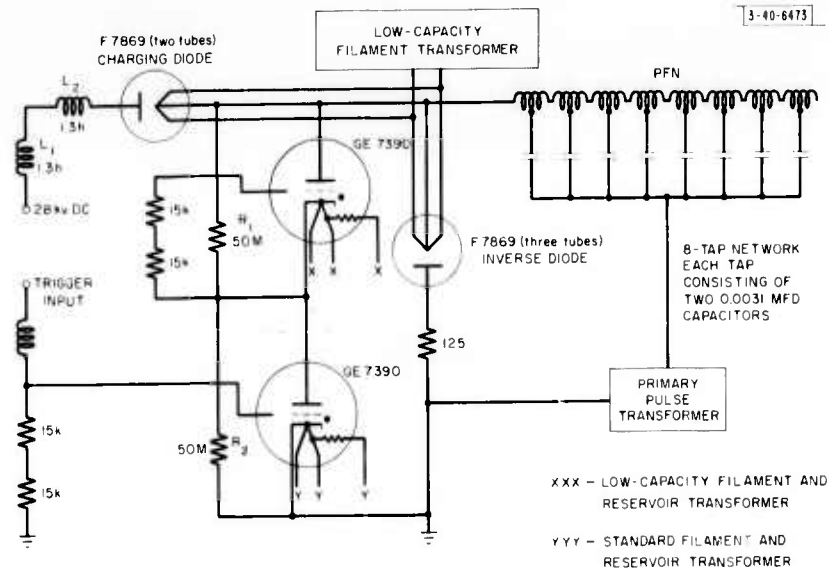 3-40-6473
F 7869 (two tubes)
CHARGING DIODE
LOW-CAPACITY
FILAMENT TRANSFORMER
PFN
L2
1.3h
L1
1.3h
28kv DC
GE 7390
15k
15k
R1
50M
X X X
F 7869 (three tubes)
INVERSE DIODE
8-TAP NETWORK
EACH TAP
CONSISTING OF
TWO 0.0031 MFD
CAPACITORS
TRIGGER
INPUT
GE 7390
125
PRIMARY
PULSE
TRANSFORMER
15k
15k
50M
R2
Y Y Y
XXX - LOW-CAPACITY FILAMENT AND
RESERVOIR TRANSFORMER
YYY - STANDARD FILAMENT AND
RESERVOIR TRANSFORMER